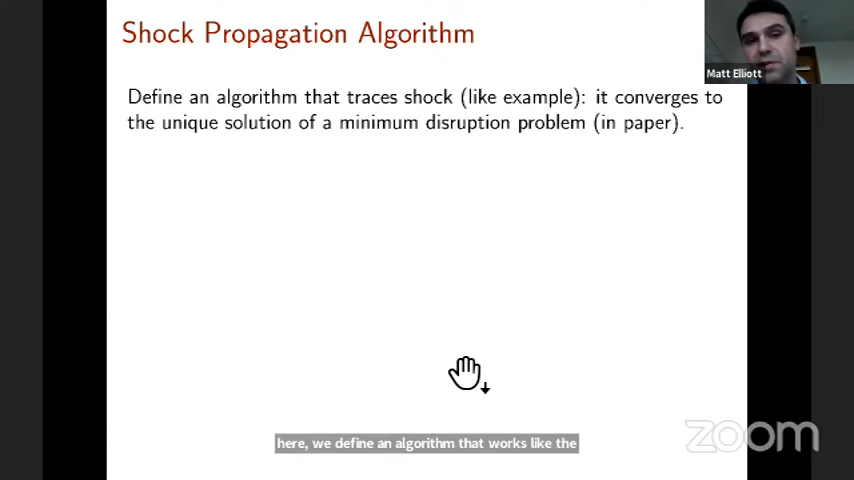 Shock Propagation Algorithm
Matt Elliott
Define an algorithm that traces shock (like example): it converges to
the unique solution of a minimum disruption problem (in paper).
here, we define an algorithm that works like the
zoom